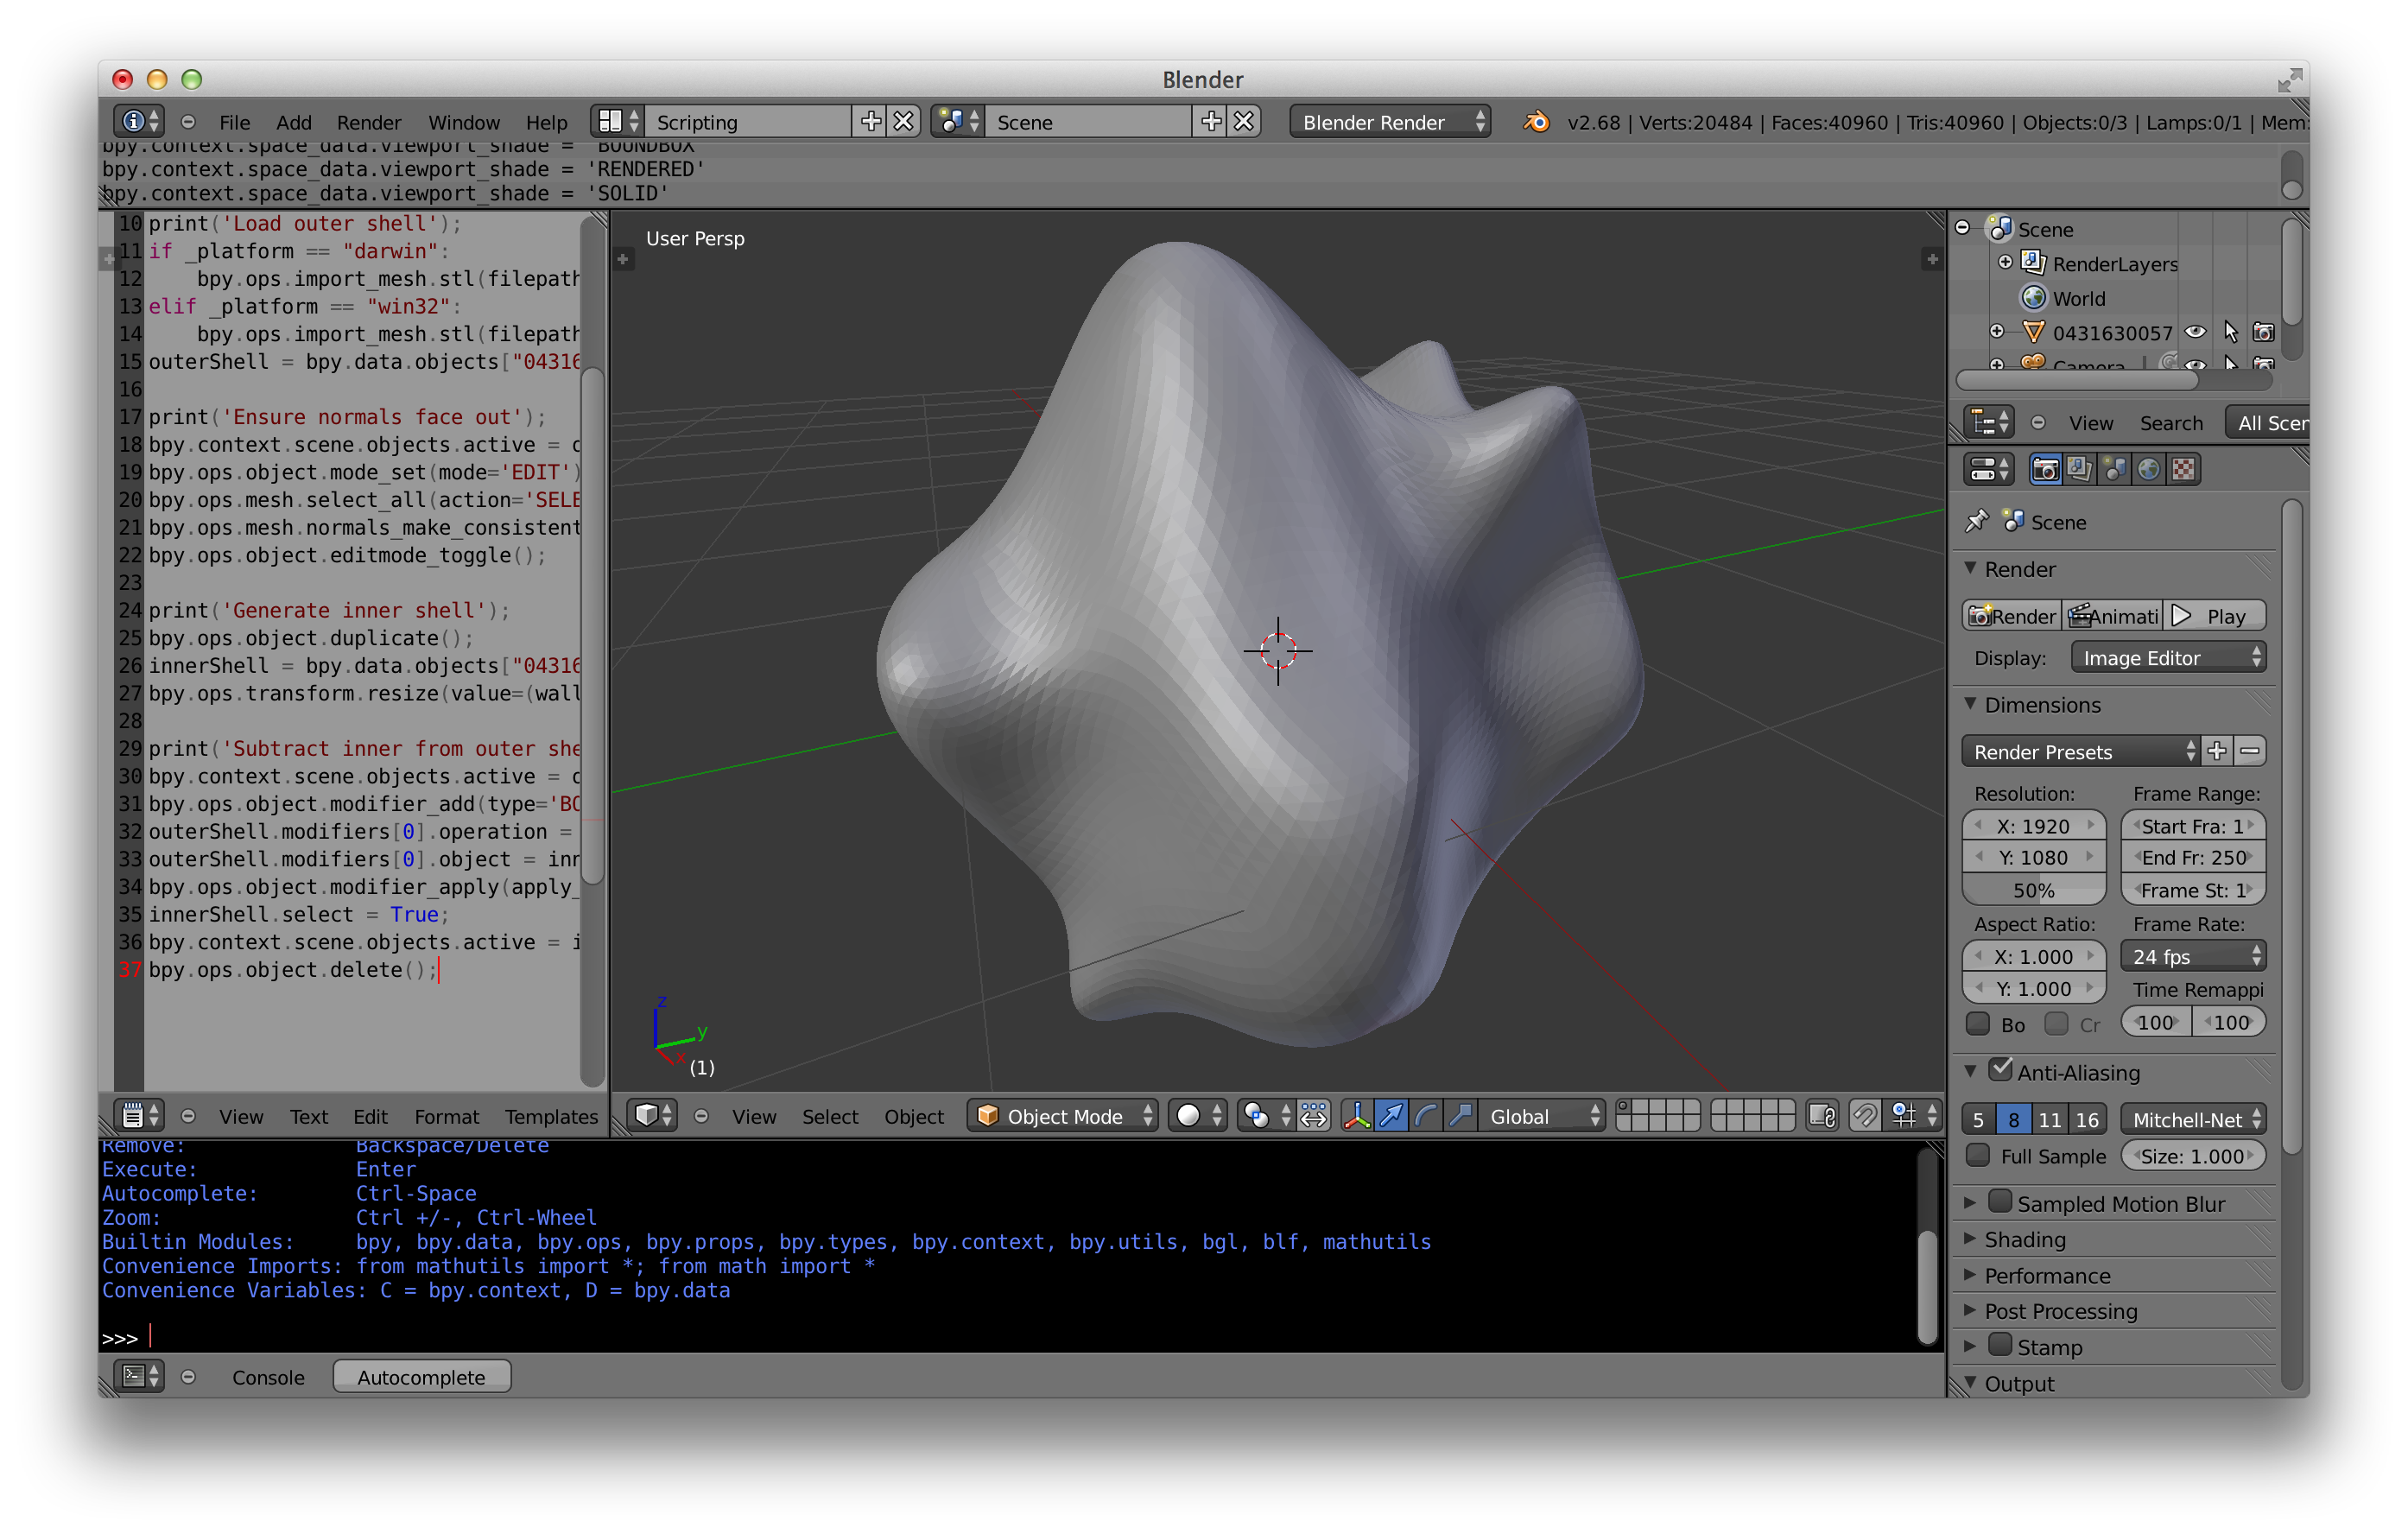 Blender
File Add Render Window Help Scripting Scene Blender Render v2.68 | Verts:20484 | Faces:40960 | Tris:40960 | Objects:0/3 | Lamps:0/1 | Mem:
bpy.context.space_data.viewport_shade = 'BOUNDBOX'
bpy.context.space_data.viewport_shade = 'RENDERED'
bpy.context.space_data.viewport_shade = 'SOLID'
10 print('Load outer shell');
11 if _platform == "darwin":
12     bpy.ops.import_mesh.stl(filepath
13 elif _platform == "win32":
14     bpy.ops.import_mesh.stl(filepath
15 outerShell = bpy.data.objects["04316
16
17 print('Ensure normals face out');
18 bpy.context.scene.objects.active = o
19 bpy.ops.object.mode_set(mode='EDIT')
20 bpy.ops.mesh.select_all(action='SELE
21 bpy.ops.mesh.normals_make_consistent
22 bpy.ops.object.editmode_toggle();
23
24 print('Generate inner shell');
25 bpy.ops.object.duplicate();
26 innerShell = bpy.data.objects["04316
27 bpy.ops.transform.resize(value=(wall
28
29 print('Subtract inner from outer she
30 bpy.context.scene.objects.active = o
31 bpy.ops.object.modifier_add(type='BO
32 outerShell.modifiers[0].operation =
33 outerShell.modifiers[0].object = inn
34 bpy.ops.object.modifier_apply(apply_
35 innerShell.select = True;
36 bpy.context.scene.objects.active = i
37 bpy.ops.object.delete();
View Text Edit Format Templates
User Persp
z
y
x
(1)
View Select Object Object Mode Global
Scene
RenderLayers
World
0431630057
Camera
View Search All Scen
Scene
Render
Render Animati Play
Display: Image Editor
Dimensions
Render Presets
Resolution: Frame Range:
X: 1920 Start Fra: 1
Y: 1080 End Fr: 250
50% Frame St: 1
Aspect Ratio: Frame Rate:
X: 1.000 24 fps
Y: 1.000 Time Remappi
Bo Cr 100 100
Anti-Aliasing
5 8 11 16 Mitchell-Net
Full Sample Size: 1.000
Sampled Motion Blur
Shading
Performance
Post Processing
Stamp
Output
Remove: Backspace/Delete
Execute: Enter
Autocomplete: Ctrl-Space
Zoom: Ctrl +/-, Ctrl-Wheel
Builtin Modules: bpy, bpy.data, bpy.ops, bpy.props, bpy.types, bpy.context, bpy.utils, bgl, blf, mathutils
Convenience Imports: from mathutils import *; from math import *
Convenience Variables: C = bpy.context, D = bpy.data
>>>
Console Autocomplete